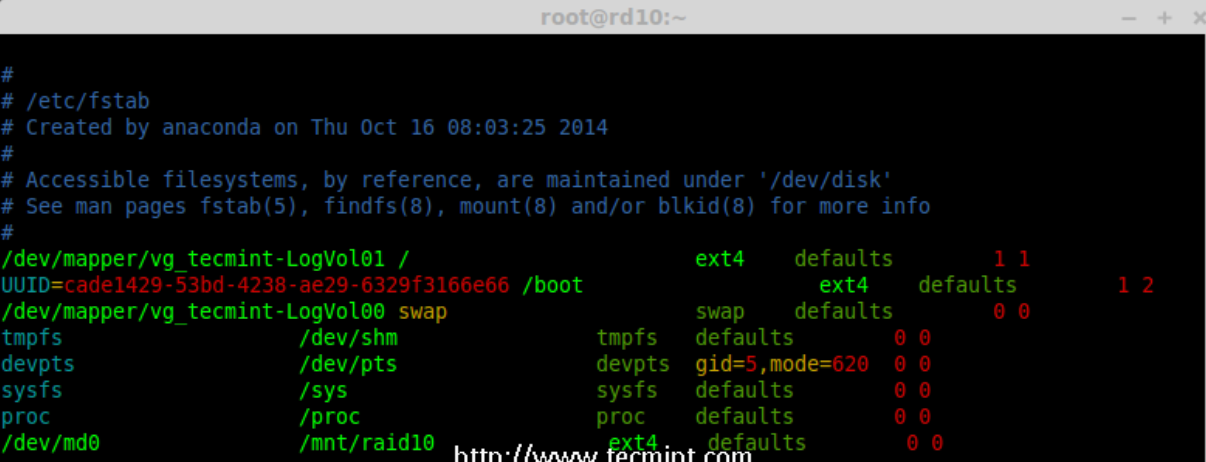 root@rd10:~
#
# /etc/fstab
# Created by anaconda on Thu Oct 16 08:03:25 2014
#
# Accessible filesystems, by reference, are maintained under '/dev/disk'
# See man pages fstab(5), findfs(8), mount(8) and/or blkid(8) for more info
#
/dev/mapper/vg_tecmint-LogVol01 / ext4 defaults 1 1
UUID=cade1429-53bd-4238-ae29-6329f3166e66 /boot ext4 defaults 1 2
/dev/mapper/vg_tecmint-LogVol00 swap swap defaults 0 0
tmpfs /dev/shm tmpfs defaults 0 0
devpts /dev/pts devpts gid=5,mode=620 0 0
sysfs /sys sysfs defaults 0 0
proc /proc proc defaults 0 0
/dev/md0 /mnt/raid10 ext4 defaults 0 0
http://www.tecmint.com